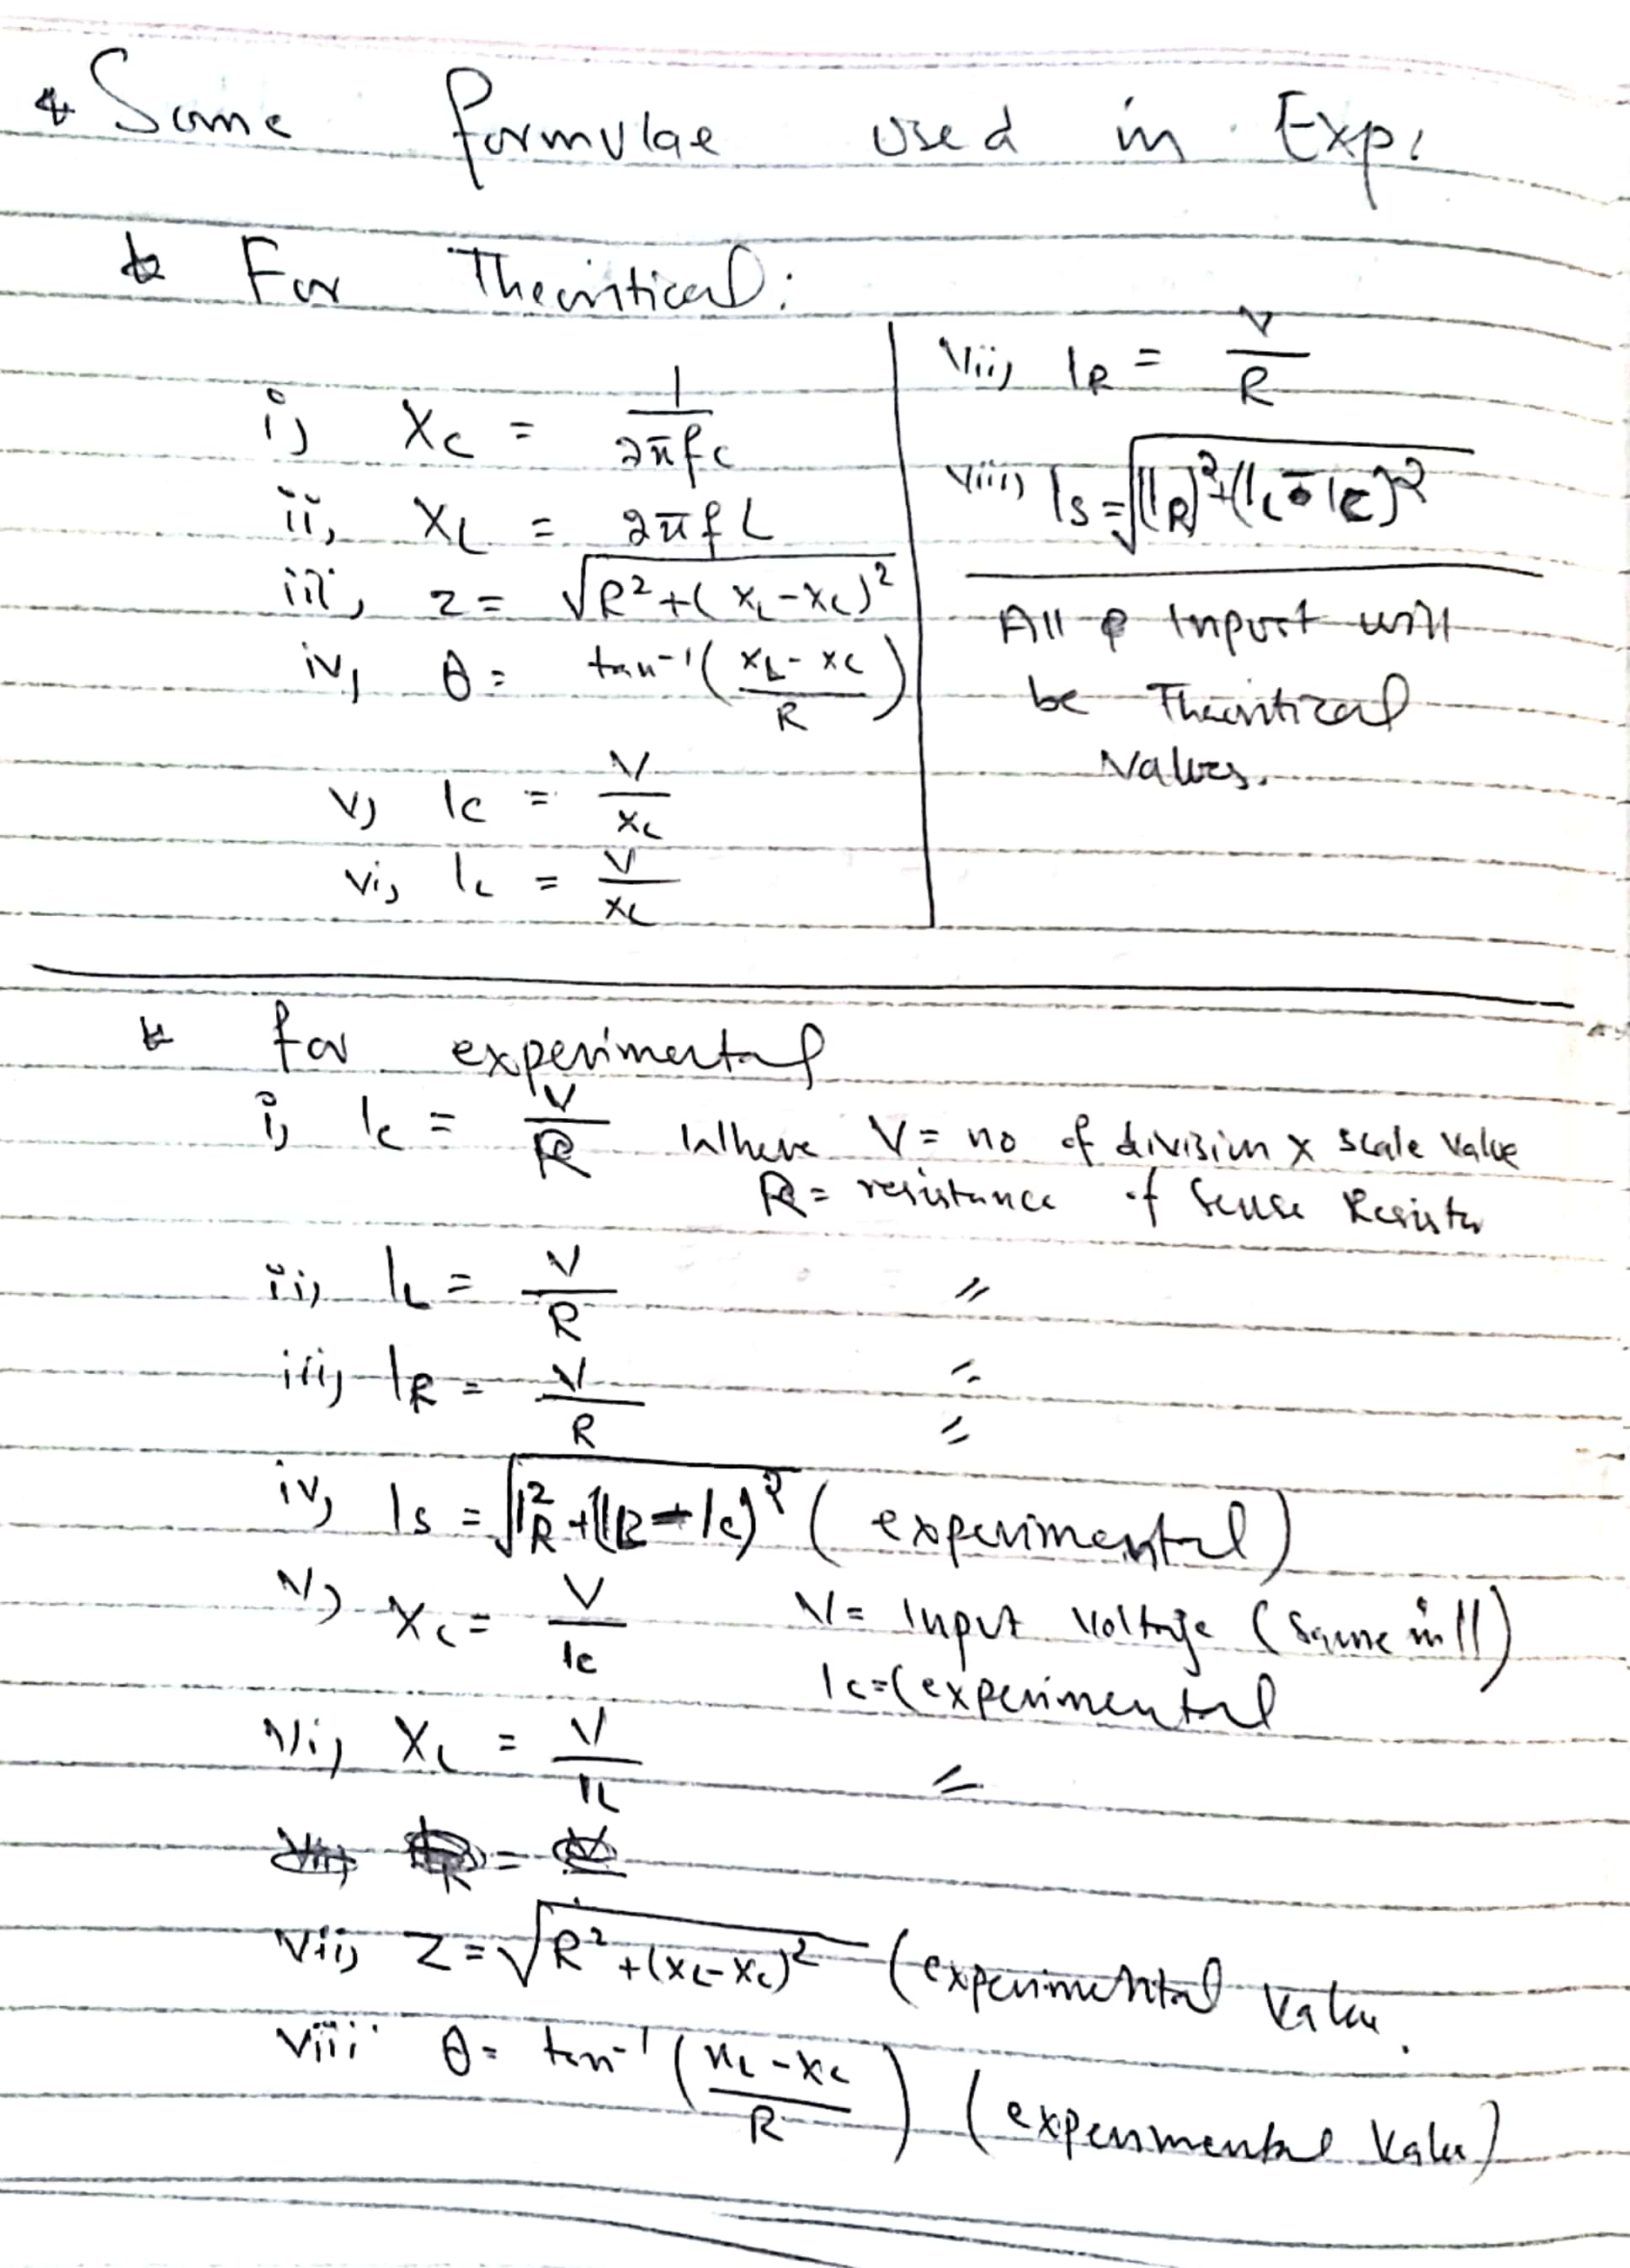 * Some formulae used in Exp:
* For Theoritical:
i, Xc = 1/2πfc
ii, XL = 2πfL
iii, z = √R²+(XL-Xc)²
iv, θ = tan⁻¹(XL-Xc/R)
v, Ic = V/Xc
vi, IL = V/XL
vii, IR = V/R
viii, Is = √(IR)²+(IL-Ic)²
All Input will
be Theoritical
Values.
* for experimental
i, Ic = V/R Where V = no of division x scale value
R = resistance of sense Resistor
ii, IL = V/R "
iii, IR = V/R "
"
iv, Is = √IR²+(IL-Ic)² (experimental)
v, Xc = V/Ic V = Input Voltage (same in ||)
Ic = (experimental
vi, XL = V/IL "
vii, Z = √R²+(XL-Xc)² (experimental value.
viii θ = tan⁻¹(XL-Xc/R) (experimental value)